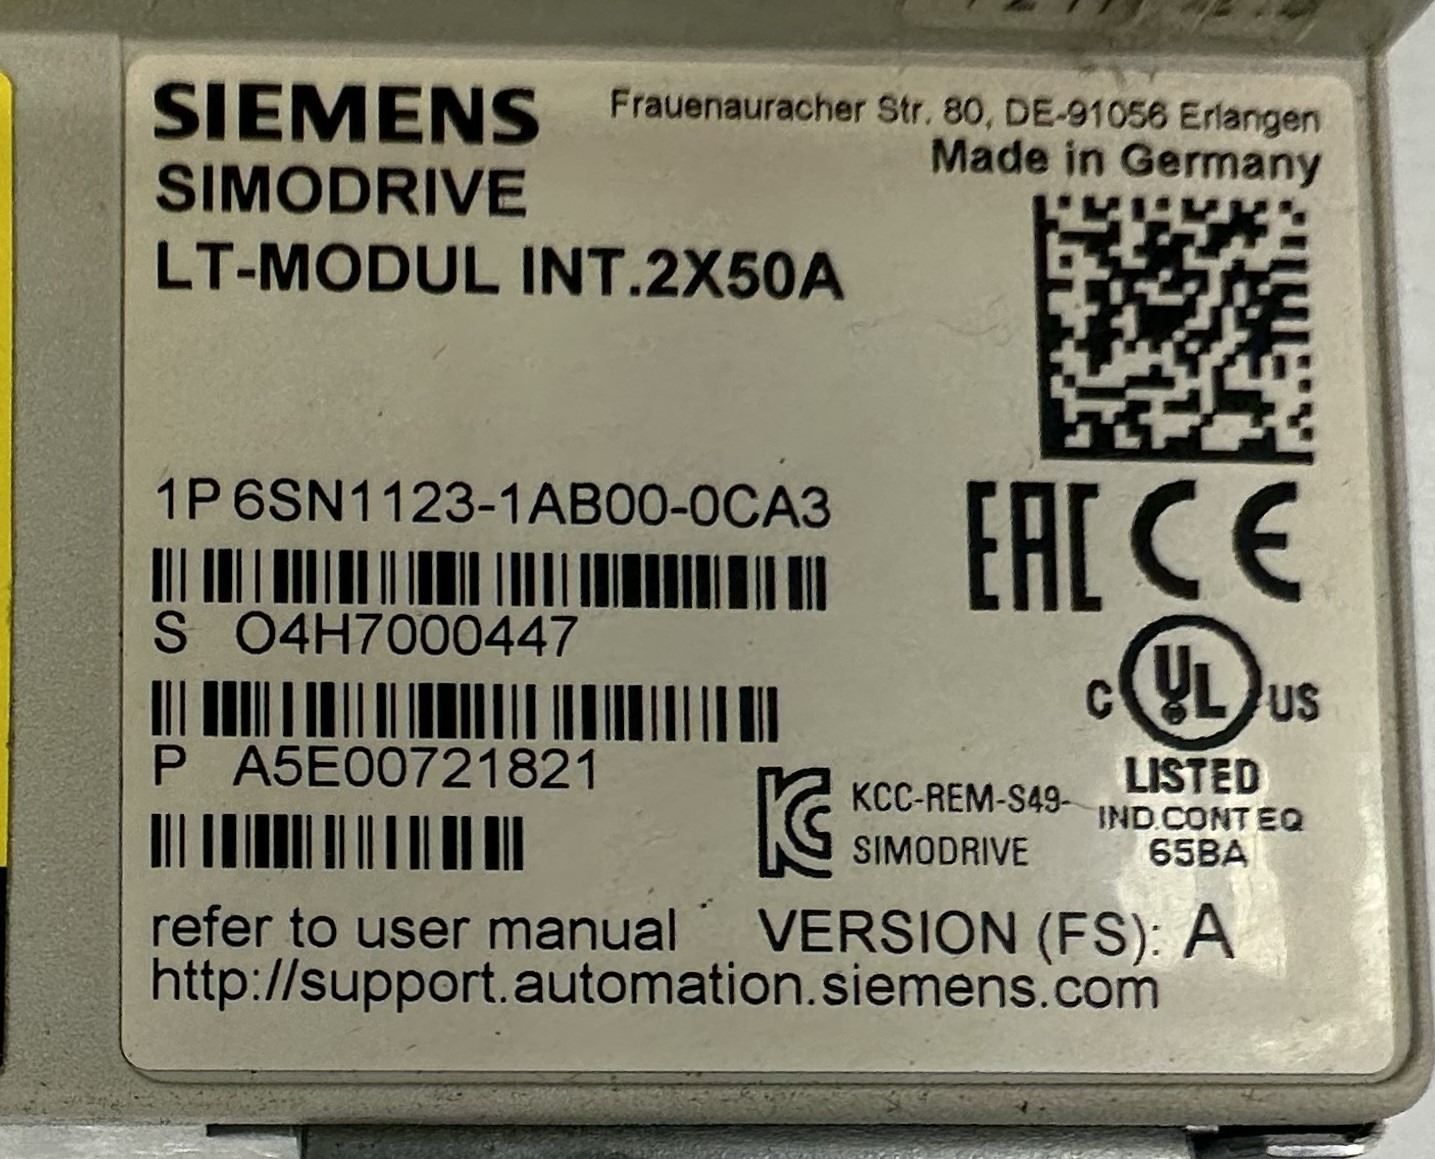 SIEMENS
Frauenauracher Str. 80, DE-91056 Erlangen
Made in Germany
SIMODRIVE
LT-MODUL INT.2X50A
1P 6SN1123-1AB00-0CA3
S O4H7000447
P A5E00721821
EAC CE
C UL US
LISTED
IND.CONT EQ
65BA
KCC-REM-S49-
SIMODRIVE
refer to user manual VERSION (FS): A
http://support.automation.siemens.com